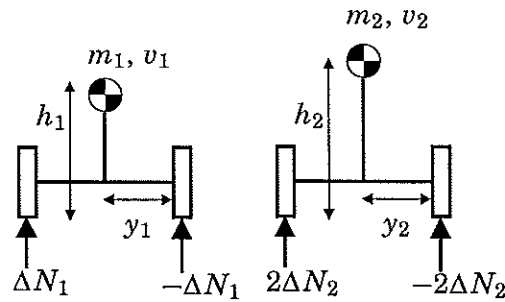 m₁, v₁
h₁
y₁
ΔN₁
-ΔN₁
m₂, v₂
h₂
y₂
2ΔN₂
-2ΔN₂